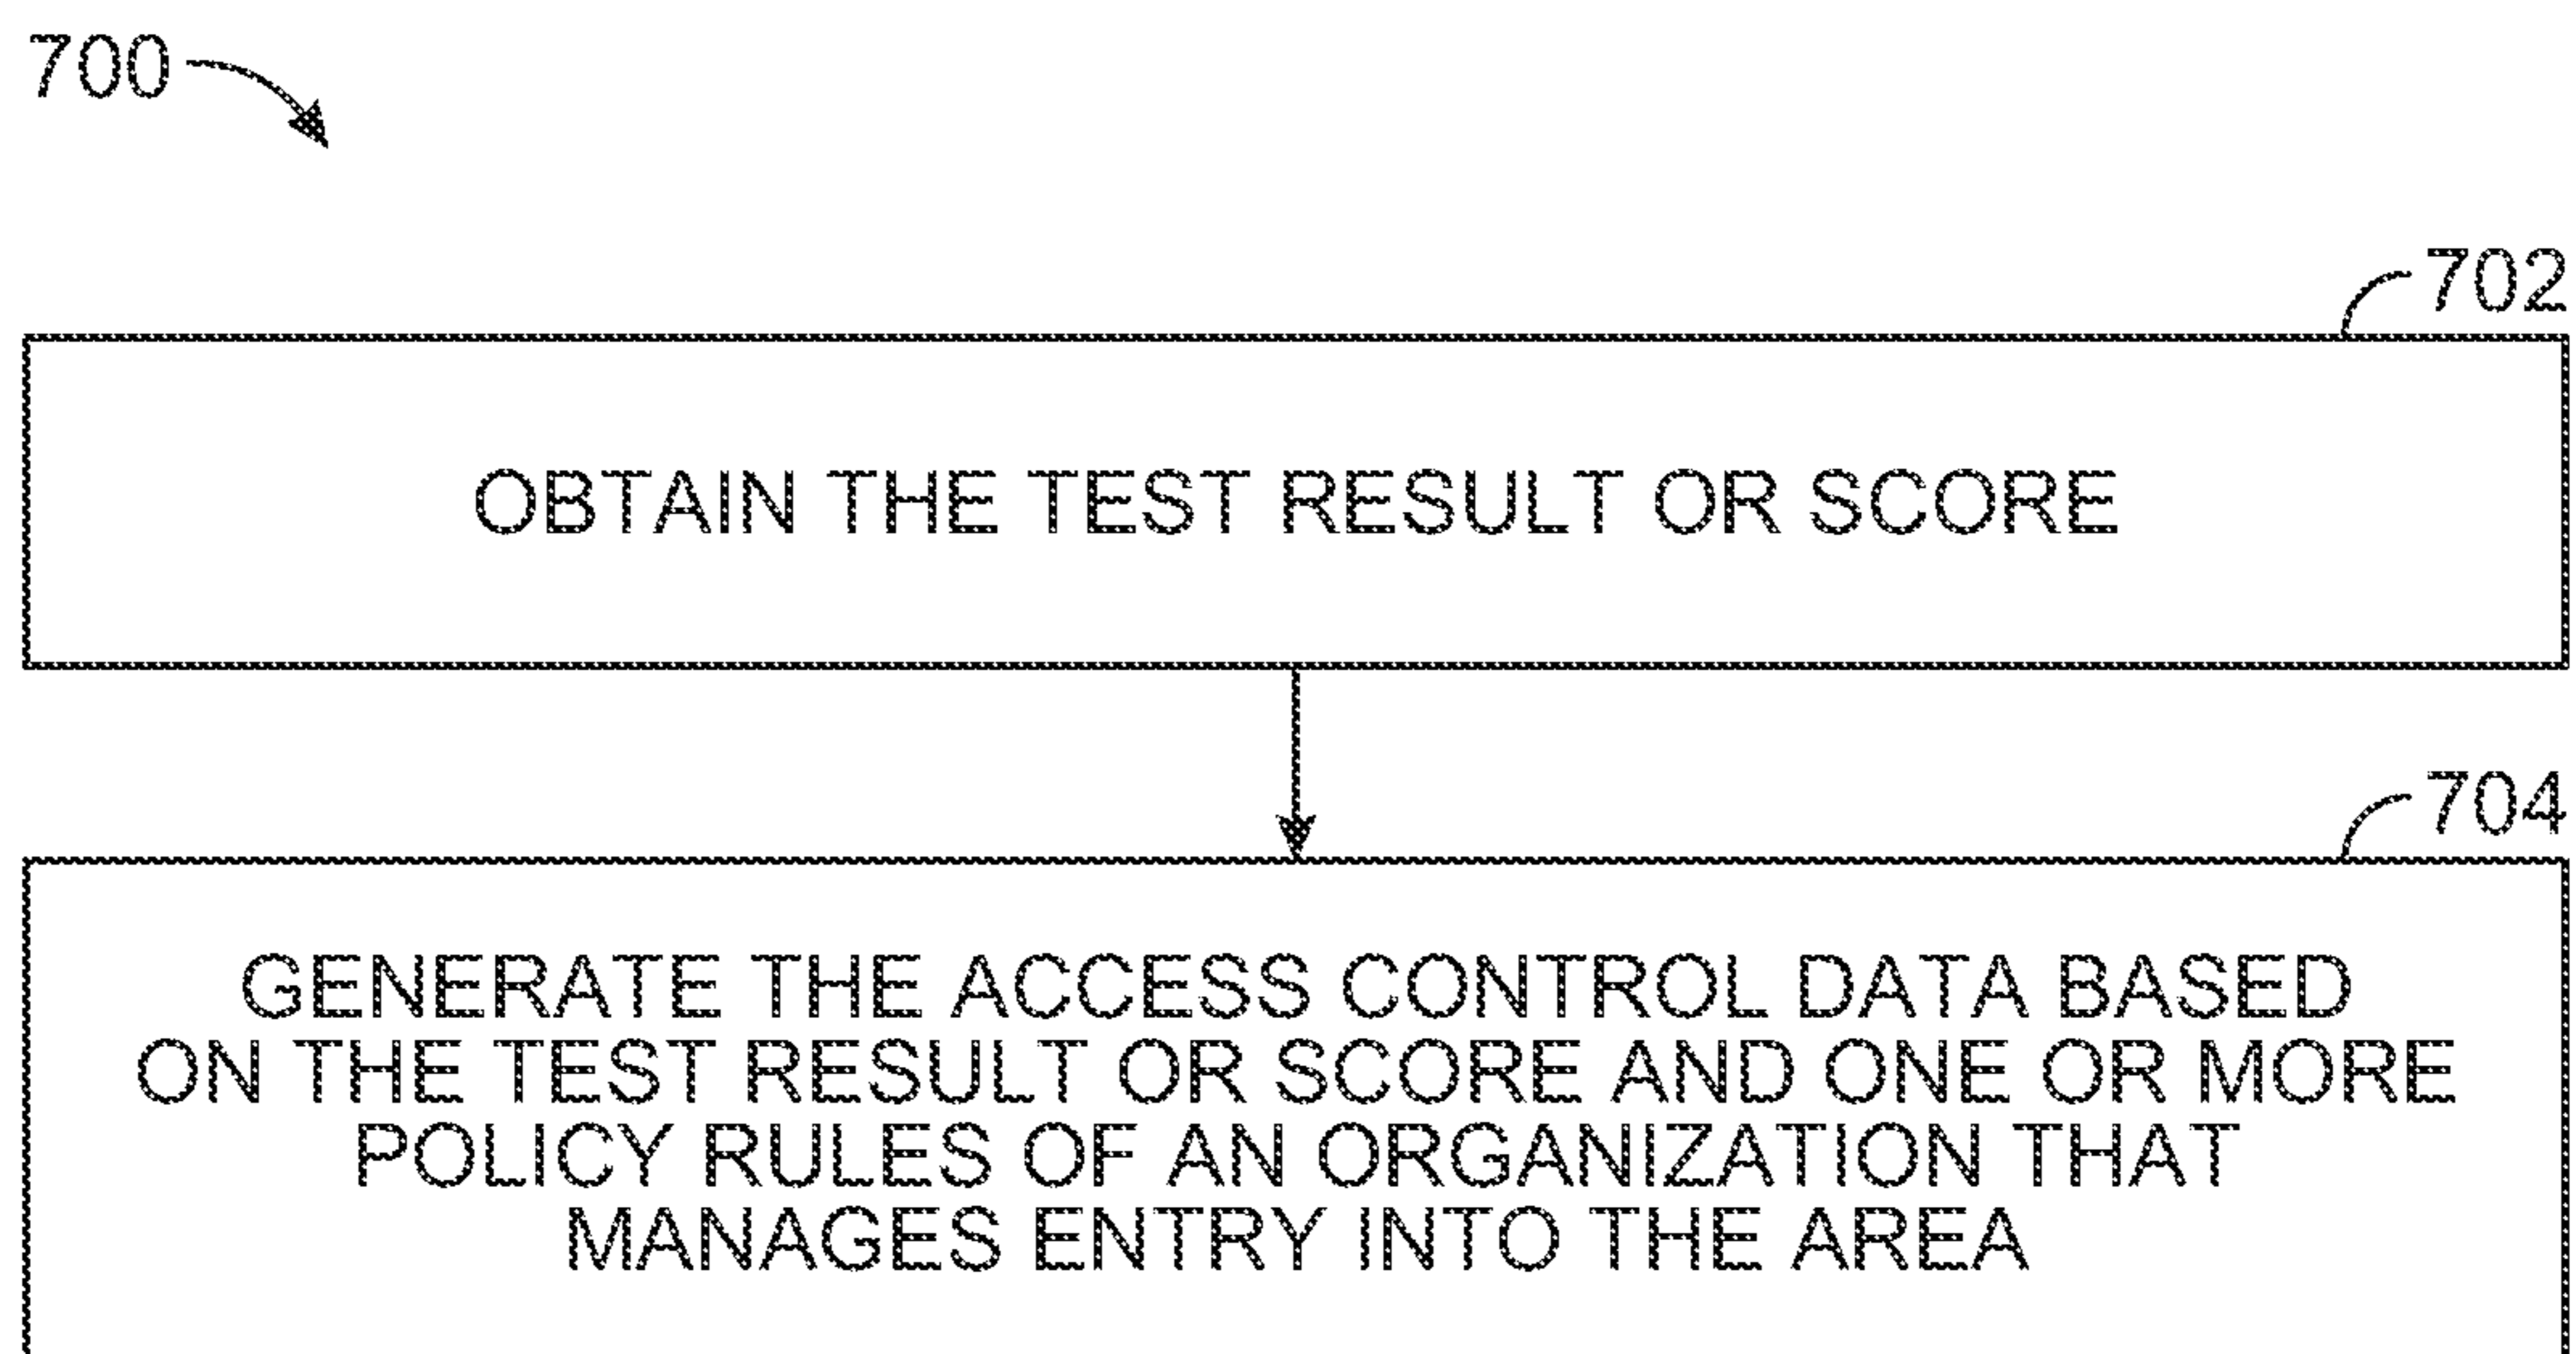 700
702
OBTAIN THE TEST RESULT OR SCORE
704
GENERATE THE ACCESS CONTROL DATA BASED
ON THE TEST RESULT OR SCORE AND ONE OR MORE
POLICY RULES OF AN ORGANIZATION THAT
MANAGES ENTRY INTO THE AREA